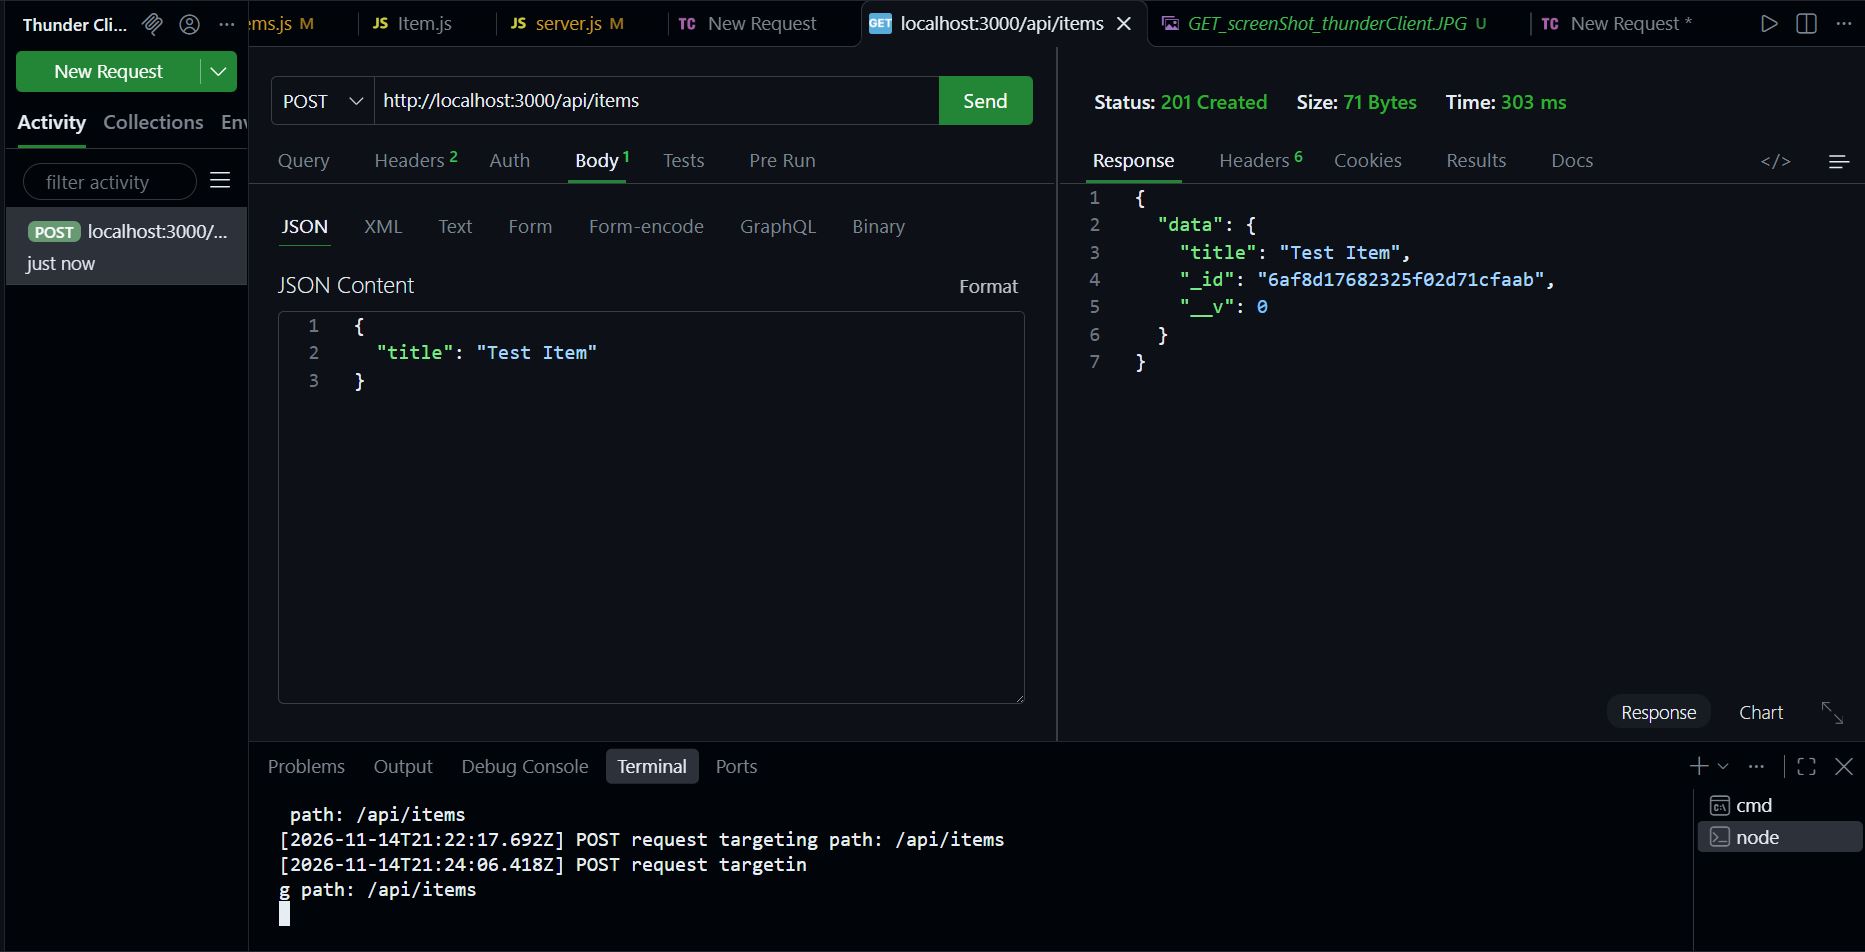 Thunder Cli...
ems.js M
JS Item.js
JS server.js M
TC New Request
GET localhost:3000/api/items
GET_screenShot_thunderClient.JPG U
TC New Request *
New Request
Activity Collections Env
filter activity
POST localhost:3000/...
just now
POST http://localhost:3000/api/items Send
Query Headers 2 Auth Body 1 Tests Pre Run
JSON XML Text Form Form-encode GraphQL Binary
JSON Content Format
1 {
2 "title": "Test Item"
3 }
Status: 201 Created Size: 71 Bytes Time: 303 ms
Response Headers 6 Cookies Results Docs </>
1 {
2 "data": {
3 "title": "Test Item",
4 "_id": "6af8d17682325f02d71cfaab",
5 "__v": 0
6 }
7 }
Response Chart
Problems Output Debug Console Terminal Ports
path: /api/items
[2026-11-14T21:22:17.692Z] POST request targeting path: /api/items
[2026-11-14T21:24:06.418Z] POST request targetin
g path: /api/items
cmd
node